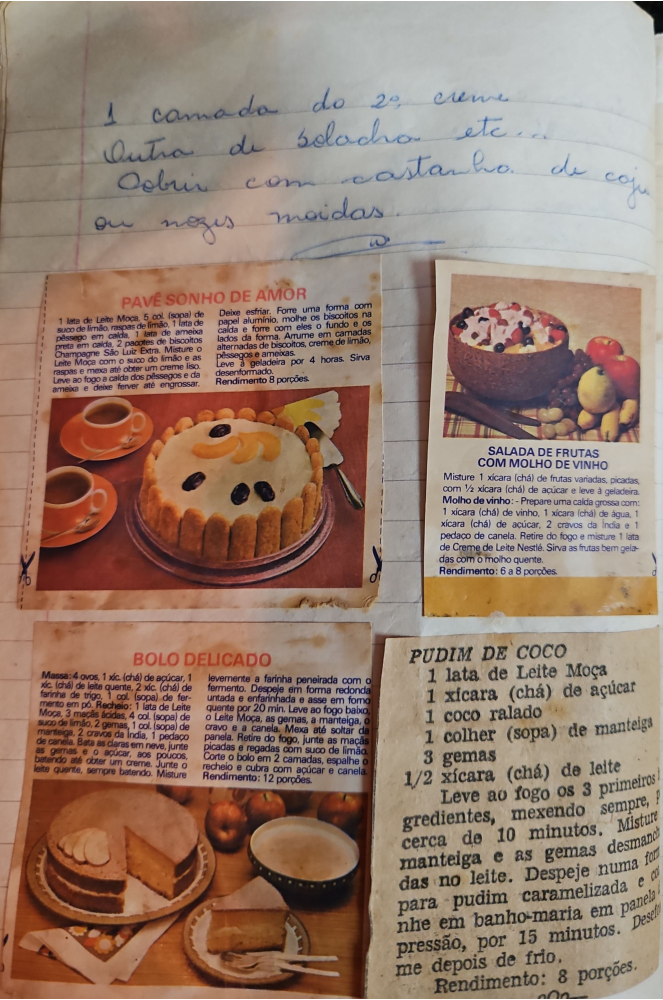 1 camada do 2º creme
Outra de bolacha etc...
Cobrir com castanha de caju
ou nozes moidas.
PAVÊ SONHO DE AMOR
1 lata de Leite Moça, 5 col. (sopa) de
suco de limão, raspas de limão, 1 lata de
pêssego em calda, 1 lata de ameixa
preta em calda, 2 pacotes de biscoitos
Champagne São Luiz Extra. Misture o
Leite Moça com o suco do limão e as
raspas e mexa até obter um creme liso.
Leve ao fogo a calda dos pêssegos e da
ameixa e deixe ferver até engrossar.
Deixe esfriar. Forre uma forma com
papel alumínio, molhe os biscoitos na
calda e forre com eles o fundo e os
lados da forma. Arrume em camadas
alternadas de biscoitos, creme de limão,
pêssegos e ameixas.
Leve à geladeira por 4 horas. Sirva
desenformado.
Rendimento 8 porções.
SALADA DE FRUTAS
COM MOLHO DE VINHO
Misture 1 xícara (chá) de frutas variadas, picadas,
com ½ xícara (chá) de açúcar e leve à geladeira.
Molho de vinho: - Prepare uma calda grossa com:
1 xícara (chá) de vinho, 1 xícara (chá) de água, 1
xícara (chá) de açúcar, 2 cravos da Índia e 1
pedaço de canela. Retire do fogo e misture 1 lata
de Creme de Leite Nestlé. Sirva as frutas bem gela-
das com o molho quente.
Rendimento: 6 a 8 porções.
BOLO DELICADO
Massa: 4 ovos, 1 xíc. (chá) de açúcar, 1
xíc. (chá) de leite quente, 2 xíc. (chá) de
farinha de trigo, 1 col. (sopa) de fer-
mento em pó. Recheio: 1 lata de Leite
Moça, 3 maçãs ácidas, 4 col. (sopa) de
suco de limão, 2 gemas, 1 col. (sopa) de
manteiga, 2 cravos da Índia, 1 pedaço
de canela. Bata as claras em neve, junte
as gemas e o açúcar, aos poucos,
batendo até obter um creme. Junte o
leite quente, sempre batendo. Misture
levemente a farinha peneirada com o
fermento. Despeje em forma redonda
untada e enfarinhada e asse em forno
quente por 20 min. Leve ao fogo baixo,
o Leite Moça, as gemas, a manteiga, o
cravo e a canela. Mexa até soltar da
panela. Retire do fogo, junte as maçãs
picadas e regadas com suco de limão.
Corte o bolo em 2 camadas, espalhe o
recheio e cubra com açúcar e canela.
Rendimento: 12 porções.
PUDIM DE COCO
1 lata de Leite Moça
1 xícara (chá) de açúcar
1 coco ralado
1 colher (sopa) de manteiga
3 gemas
1/2 xícara (chá) de leite
Leve ao fogo os 3 primeiros
gredientes, mexendo sempre,
cerca de 10 minutos. Misture
manteiga e as gemas desmanc
das no leite. Despeje numa for
para pudim caramelizada e co
nhe em banho-maria em panela
pressão, por 15 minutos. Desen
me depois de frio.
Rendimento: 8 porções.